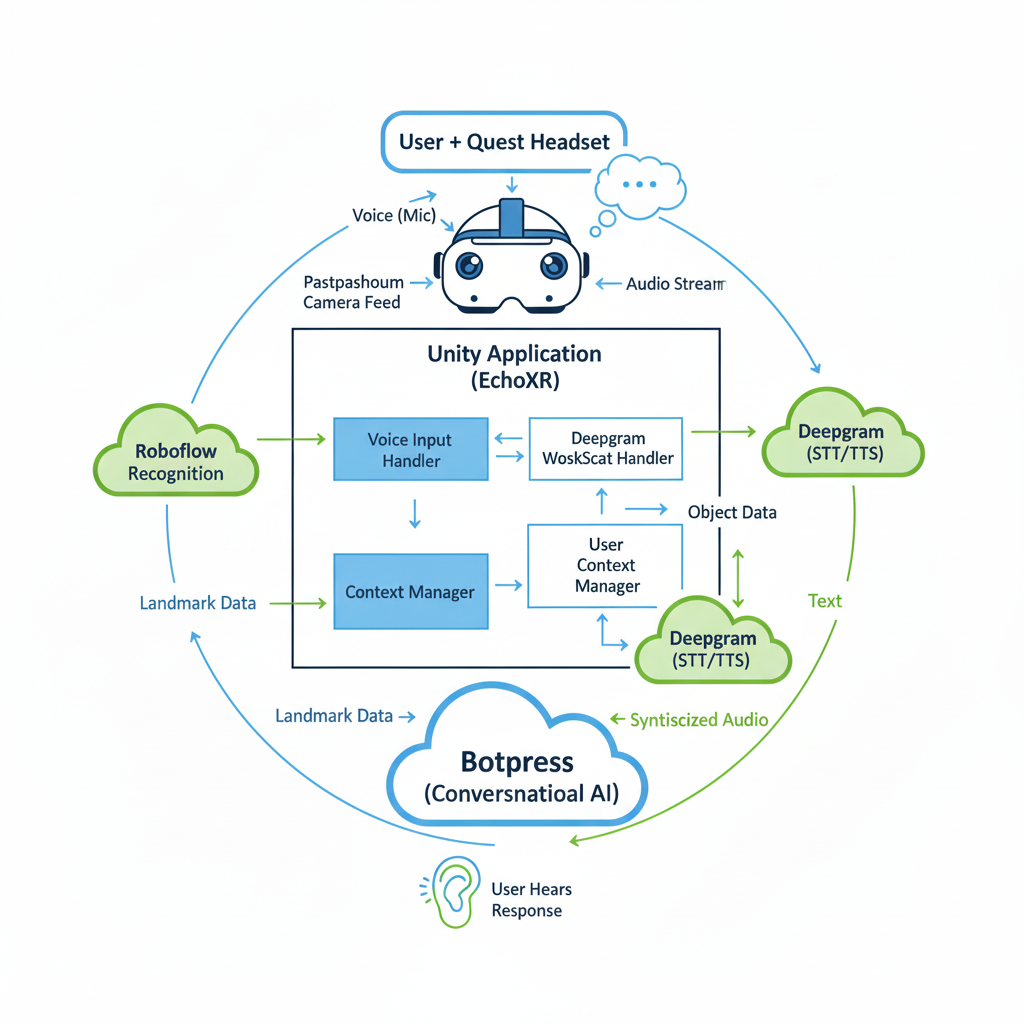 User + Quest Headset
Voice (Mic)
Pastpashoum
Camera Feed
Audio Stream
Unity Application
(EchoXR)
Roboflow
Recognition
Voice Input
Handler
Deepgram
WoskScat Handler
Deepgram
(STT/TTS)
Object Data
User
Context
Manager
Context Manager
Landmark Data
Text
Deepgram
(STT/TTS)
Landmark Data
Syntiscized Audio
Botpress
(Conversnatioal AI)
User Hears
Response